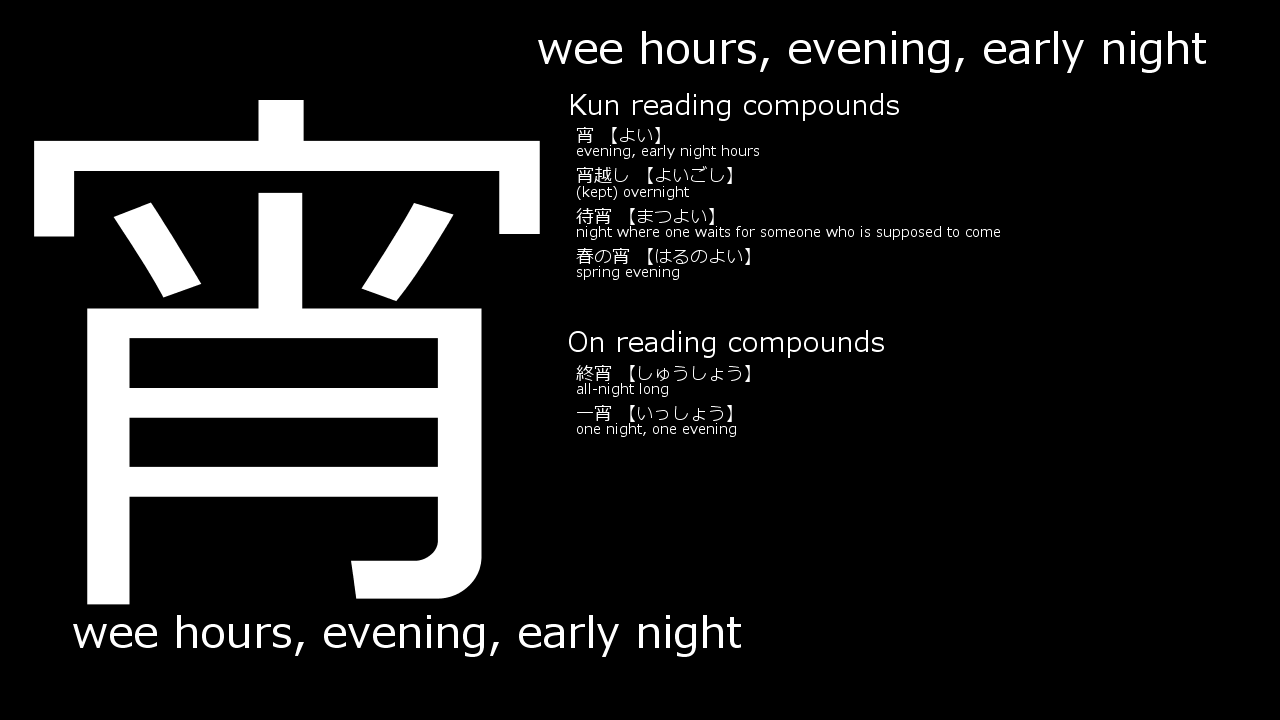 wee hours, evening, early night
宵
Kun reading compounds
宵 【よい】
evening, early night hours
宵越し 【よいごし】
(kept) overnight
待宵 【まつよい】
night where one waits for someone who is supposed to come
春の宵 【はるのよい】
spring evening
On reading compounds
終宵 【しゅうしょう】
all-night long
一宵 【いっしょう】
one night, one evening
wee hours, evening, early night